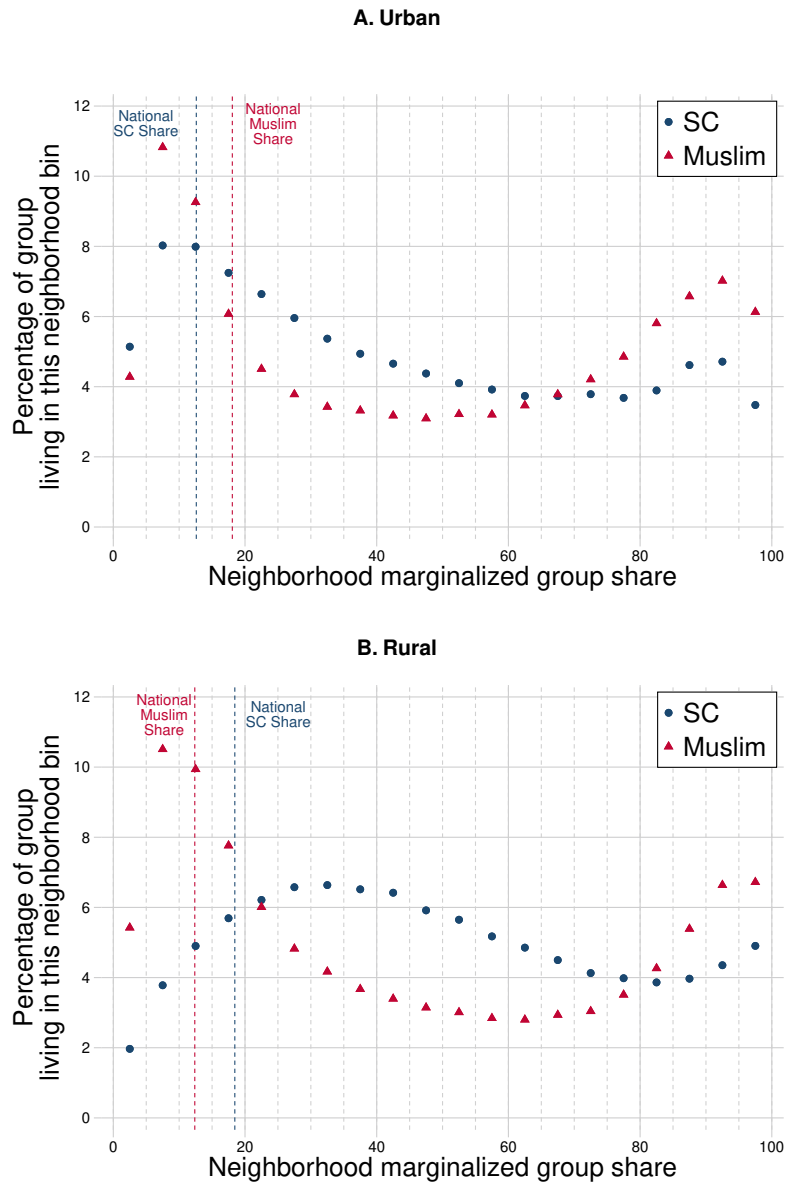 A. Urban
National
SC Share
National
Muslim
Share
SC
Muslim
Percentage of group
living in this neighborhood bin
12
10
8
6
4
2
0
0 20 40 60 80 100
Neighborhood marginalized group share
B. Rural
National
Muslim
Share
National
SC Share
SC
Muslim
Percentage of group
living in this neighborhood bin
12
10
8
6
4
2
0
0 20 40 60 80 100
Neighborhood marginalized group share